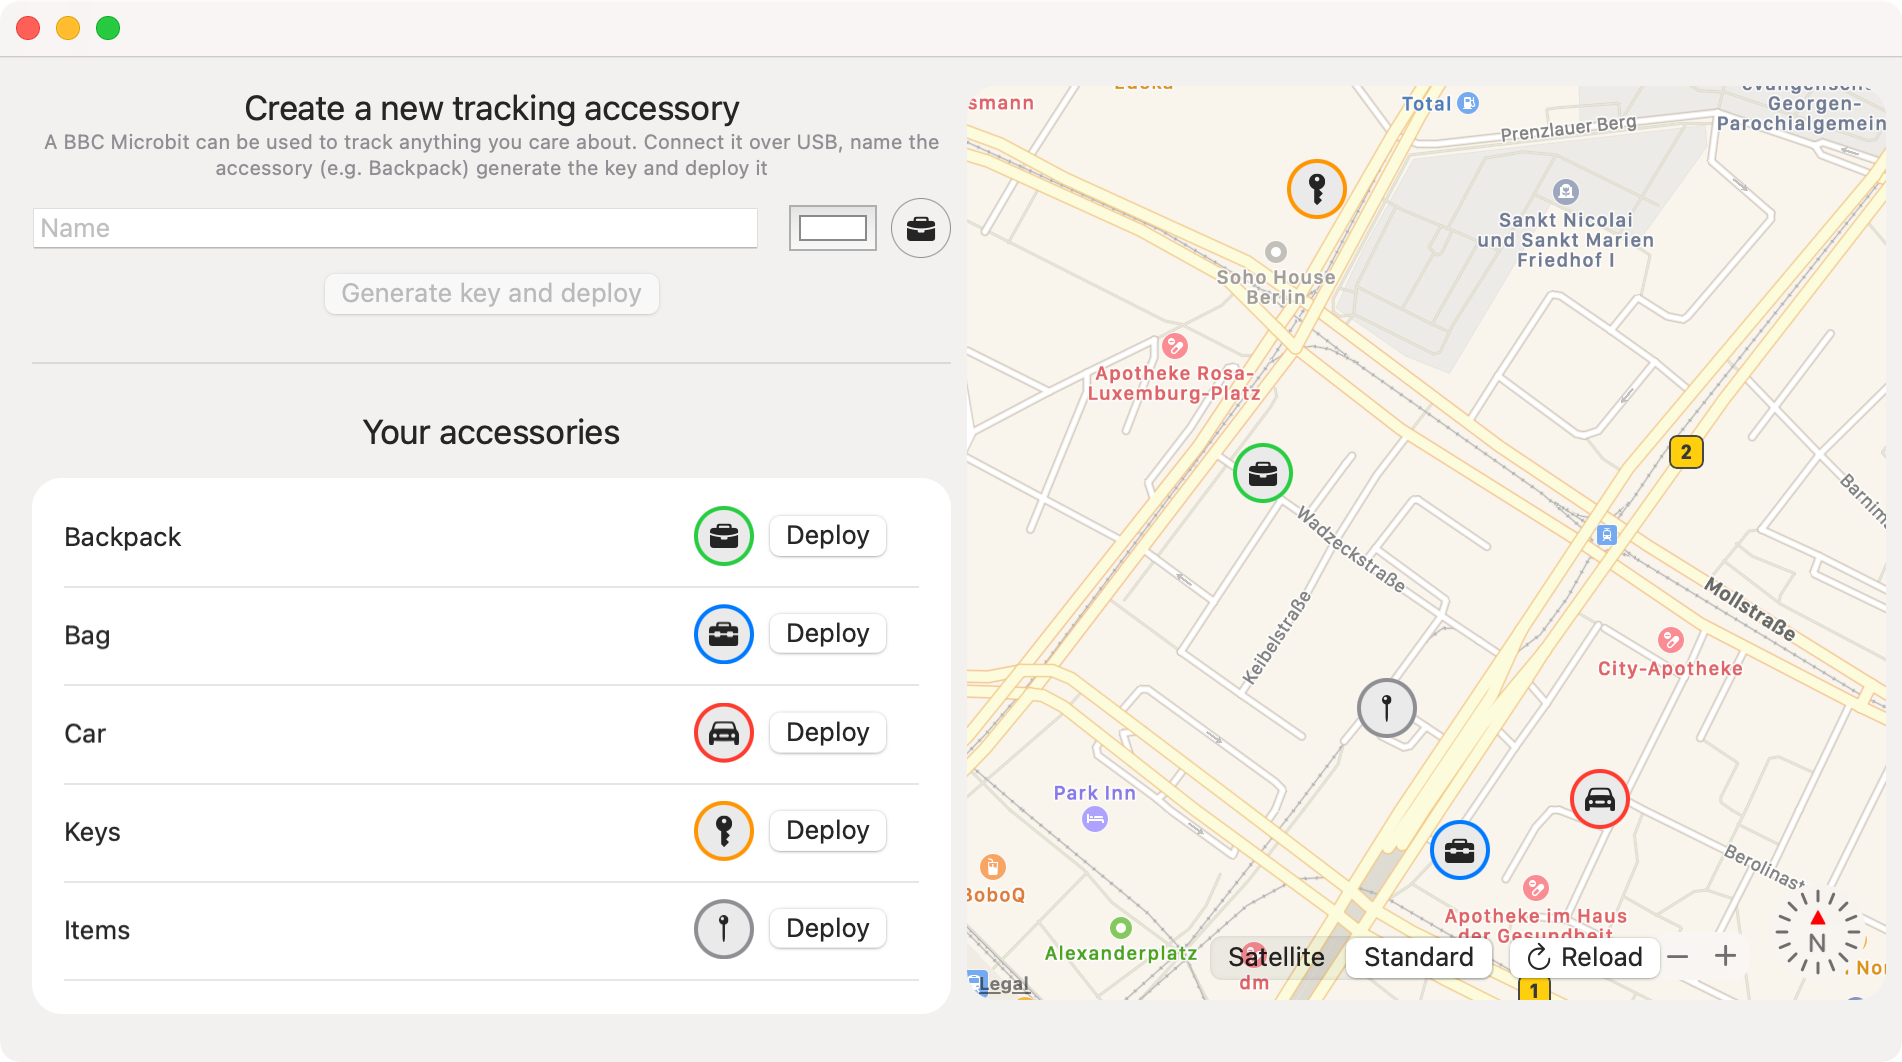 Create a new tracking accessory
A BBC Microbit can be used to track anything you care about. Connect it over USB, name the
accessory (e.g. Backpack) generate the key and deploy it
Name
Generate key and deploy
Your accessories
Backpack
Deploy
Bag
Deploy
Car
Deploy
Keys
Deploy
Items
Deploy
smann
Total
Georgen-
Parochialgemein
Prenzlauer Berg
Sankt Nicolai
und Sankt Marien
Friedhof I
Soho House
Berlin
Apotheke Rosa-
Luxemburg-Platz
2
Barnim
Wadzeckstraße
Keibelstraße
Mollstraße
City-Apotheke
Park Inn
BoboQ
Berolinast
Apotheke im Haus
der Gesundheit
Alexanderplatz
N
Satellite
Standard
Reload
dm
Legal
1